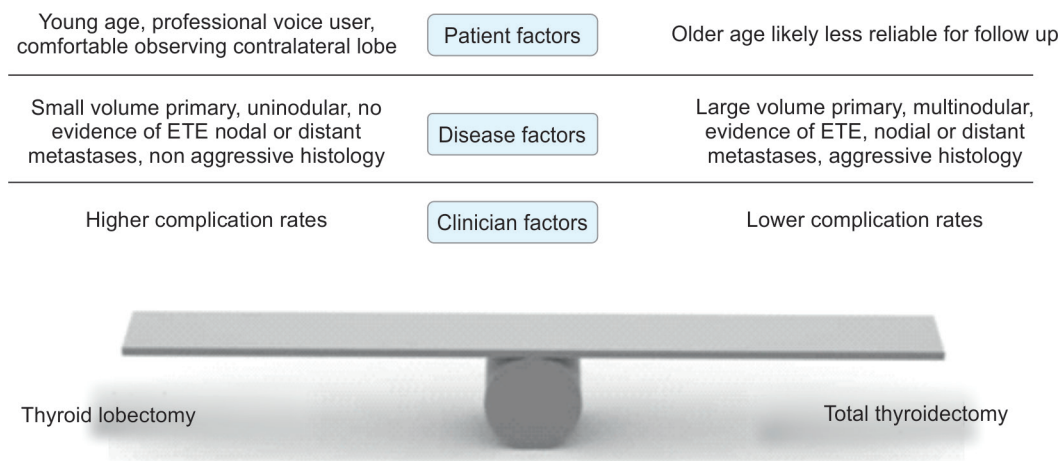 Young age, professional voice user,
comfortable observing contralateral lobe
Patient factors
Older age likely less reliable for follow up
Small volume primary, uninodular, no
evidence of ETE nodal or distant
metastases, non aggressive histology
Disease factors
Large volume primary, multinodular,
evidence of ETE, nodial or distant
metastases, aggressive histology
Higher complication rates
Clinician factors
Lower complication rates
Thyroid lobectomy
Total thyroidectomy